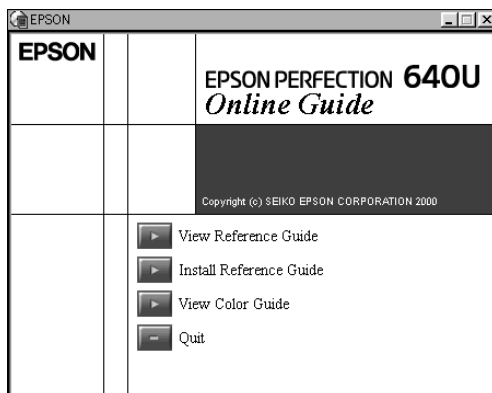 EPSON
EPSON
EPSON PERFECTION 640U
Online Guide
Copyright (c) SEIKO EPSON CORPORATION 2000
View Reference Guide
Install Reference Guide
View Color Guide
Quit